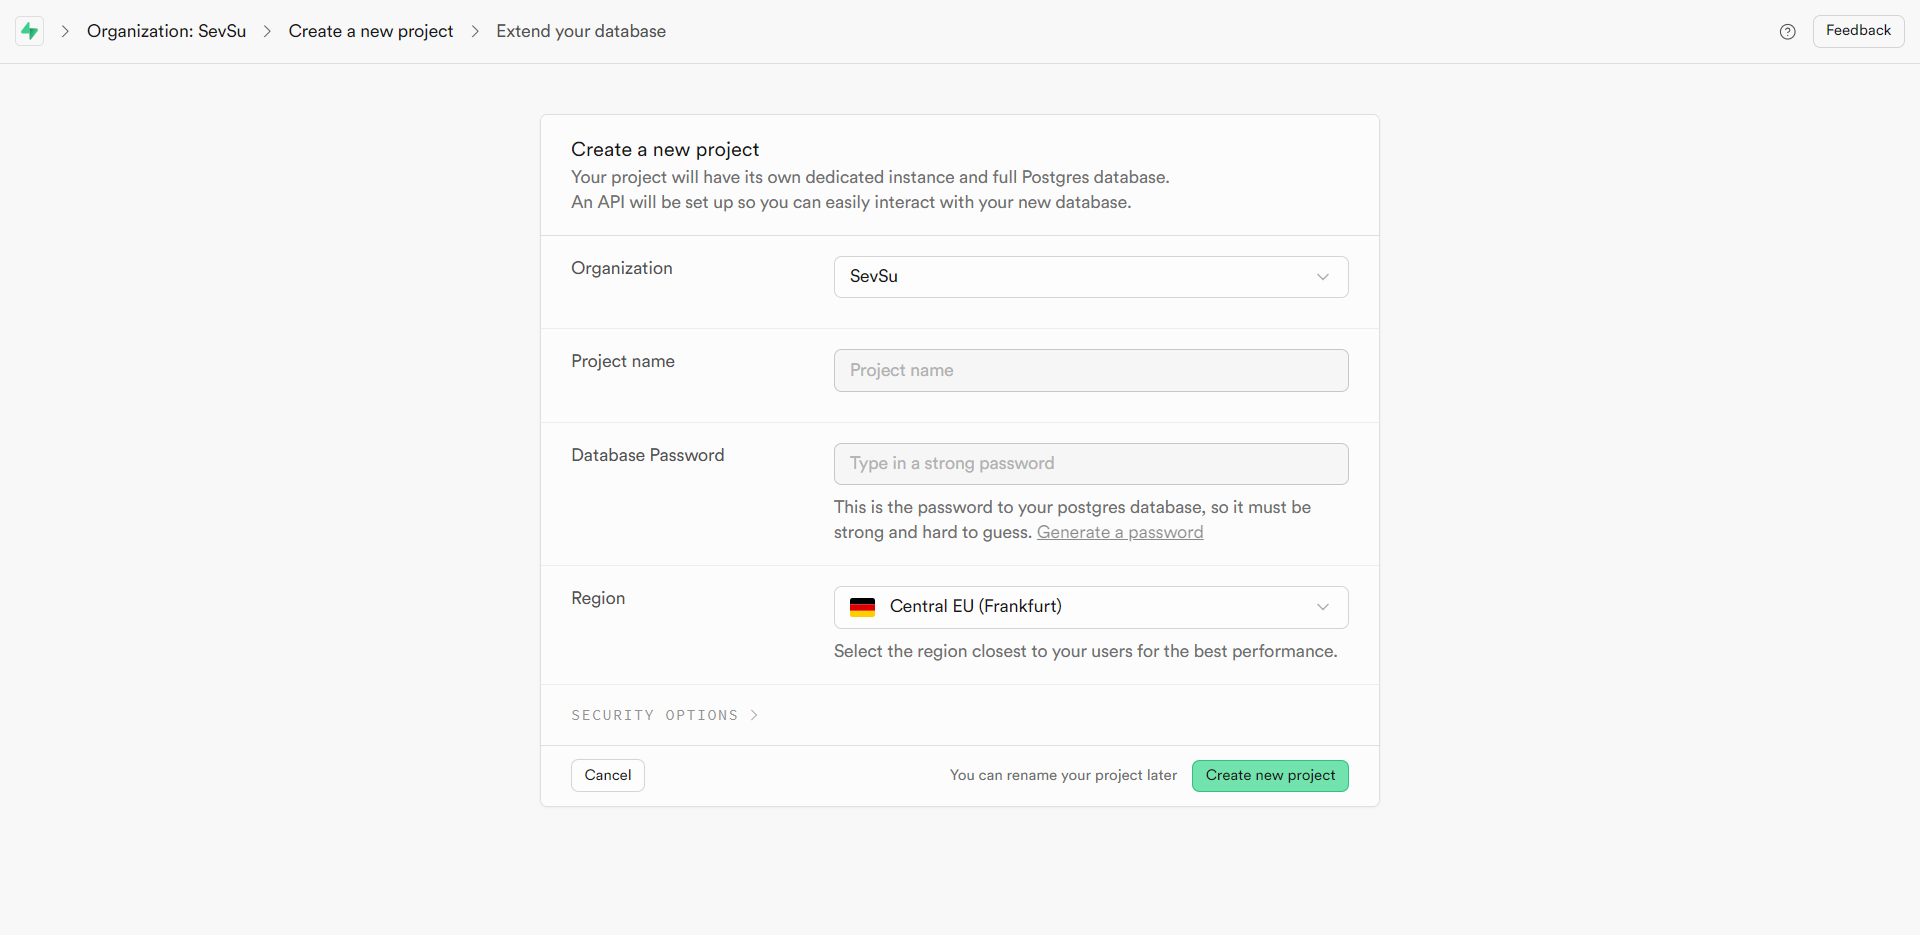 Organization: SevSu
Create a new project
Extend your database
Feedback
Create a new project
Your project will have its own dedicated instance and full Postgres database.
An API will be set up so you can easily interact with your new database.
Organization
SevSu
Project name
Project name
Database Password
Type in a strong password
This is the password to your postgres database, so it must be
strong and hard to guess. Generate a password
Region
Central EU (Frankfurt)
Select the region closest to your users for the best performance.
SECURITY OPTIONS
Cancel
You can rename your project later
Create new project